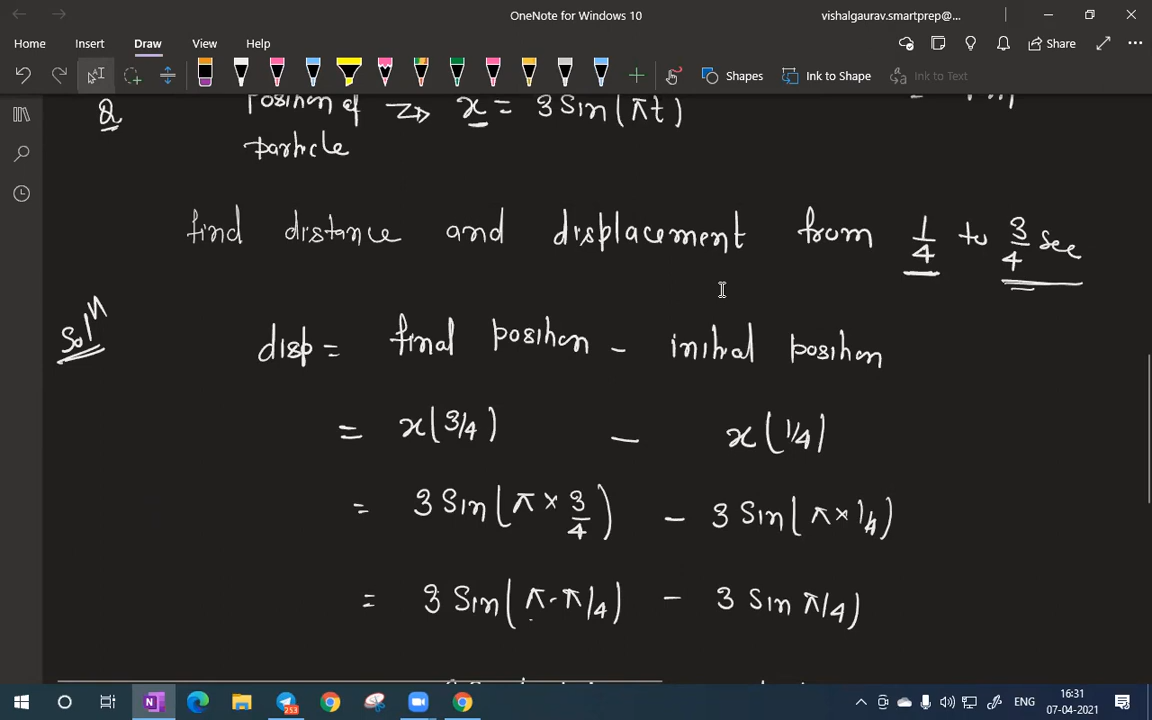 OneNote for Windows 10
vishalgaurav.smartprep@...
Home Insert Draw View Help
Share
Shapes Ink to Shape Ink to Text
Q Position of particle x = 3 Sin(πt)
find distance and displacement from 1/4 to 3/4 sec
Solⁿ disp = final position - initial position
= x(3/4) - x(1/4)
= 3 Sin(π × 3/4) - 3 Sin(π × 1/4)
= 3 Sin(π - π/4) - 3 Sin π/4)
253
ENG
16:31
07-04-2021